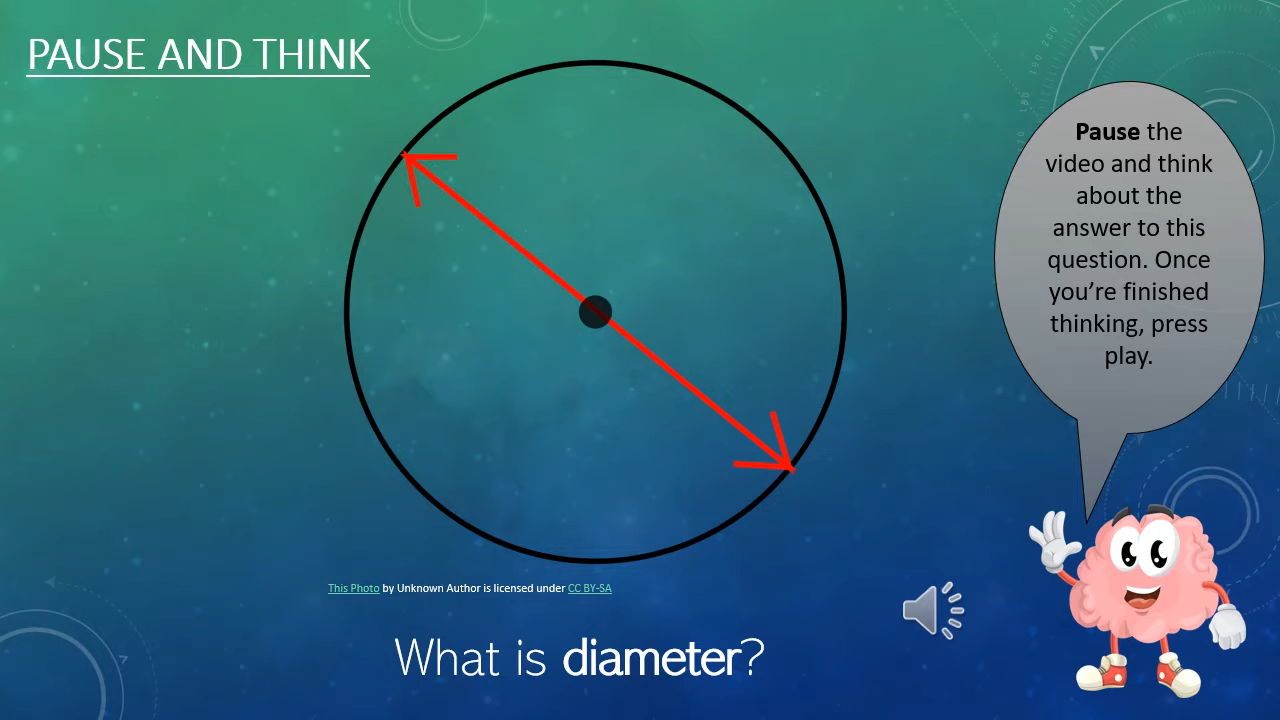 PAUSE AND THINK
Pause the
video and think
about the
answer to this
question. Once
you’re finished
thinking, press
play.
This Photo by Unknown Author is licensed under CC BY-SA
What is diameter?